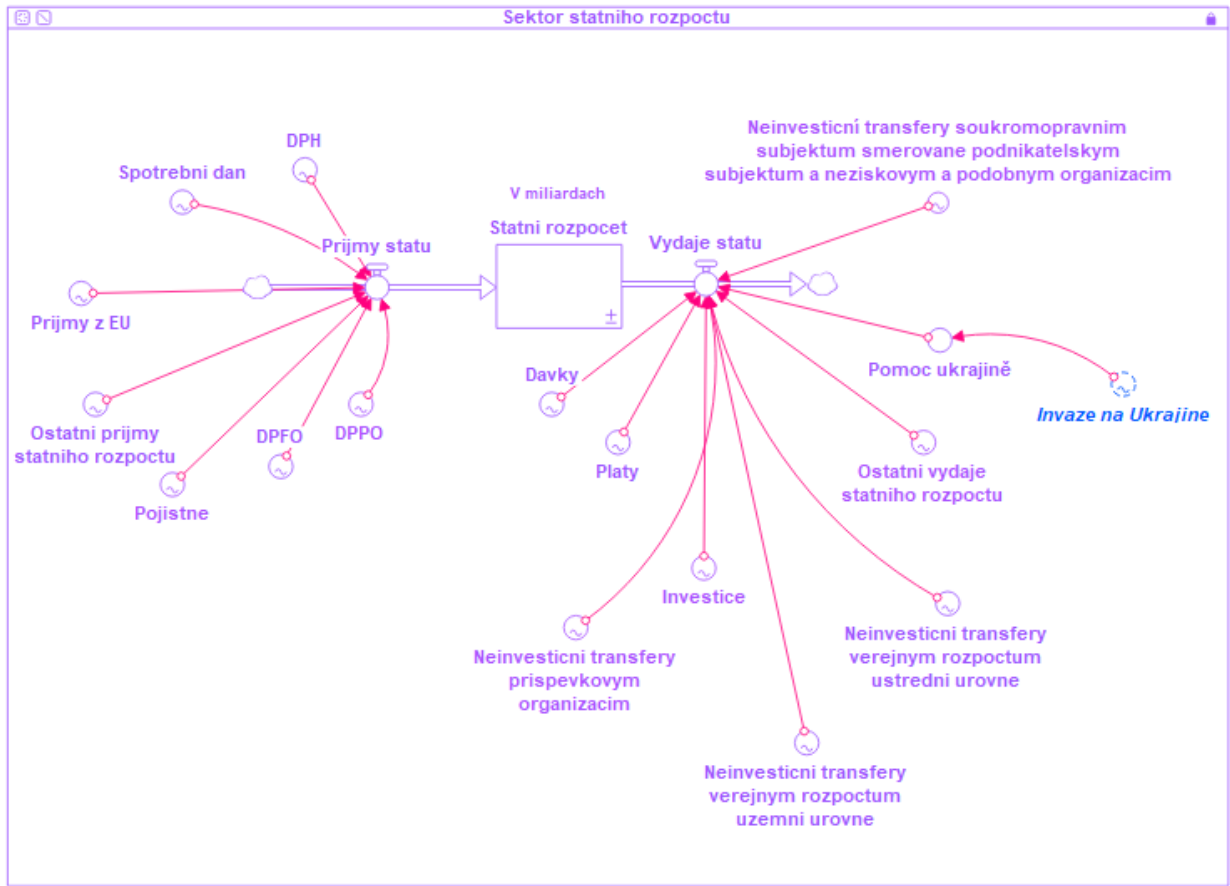 Sektor statniho rozpoctu
DPH
Spotrebni dan
Prijmy statu
Prijmy z EU
Ostatni prijmy
statniho rozpoctu
Pojistne
DPFO
DPPO
V miliardach
Statni rozpocet
±
Vydaje statu
Neinvesticní transfery soukromopravnim
subjektum smerovane podnikatelskym
subjektum a neziskovym a podobnym organizacim
Pomoc ukrajině
Invaze na Ukrajine
Davky
Platy
Ostatni vydaje
statniho rozpoctu
Investice
Neinvesticni transfery
prispevkovym
organizacim
Neinvesticni transfery
verejnym rozpoctum
ustredni urovne
Neinvesticni transfery
verejnym rozpoctum
uzemni urovne